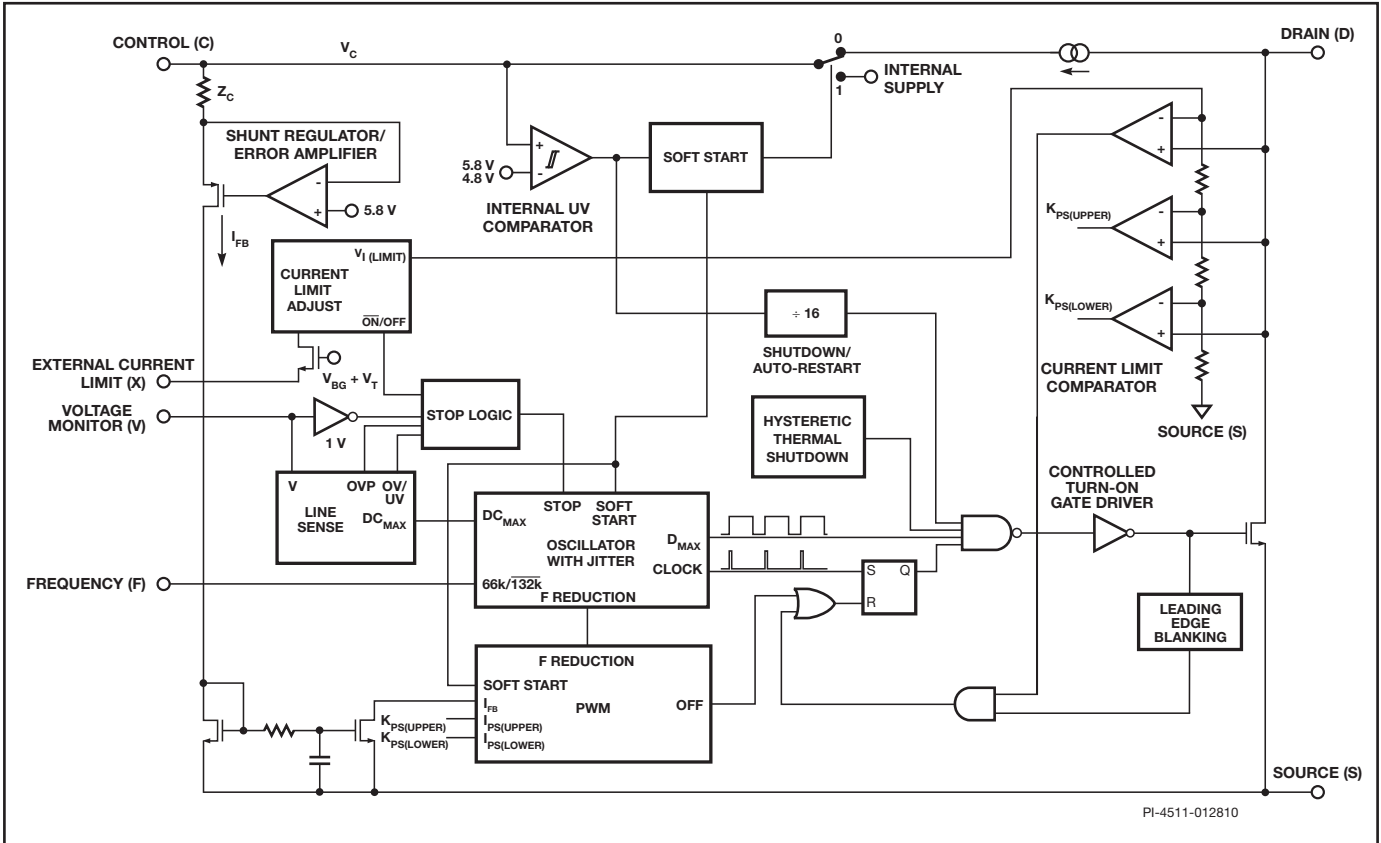 CONTROL (C)
V_C
0
1
INTERNAL
SUPPLY
DRAIN (D)
Z_C
SHUNT REGULATOR/
ERROR AMPLIFIER
-
+
5.8 V
I_FB
+
-
5.8 V
4.8 V
INTERNAL UV
COMPARATOR
SOFT START
-
+
K_PS(UPPER)
-
+
K_PS(LOWER)
-
+
CURRENT LIMIT
COMPARATOR
SOURCE (S)
V_I (LIMIT)
CURRENT
LIMIT
ADJUST
ON/OFF
÷ 16
SHUTDOWN/
AUTO-RESTART
EXTERNAL CURRENT
LIMIT (X)
V_BG + V_T
VOLTAGE
MONITOR (V)
1 V
STOP LOGIC
HYSTERETIC
THERMAL
SHUTDOWN
V
OVP
OV/
UV
LINE
SENSE
DC_MAX
STOP
SOFT
START
DC_MAX
OSCILLATOR
WITH JITTER
D_MAX
CLOCK
66k/132k
F REDUCTION
FREQUENCY (F)
CONTROLLED
TURN-ON
GATE DRIVER
S
Q
R
LEADING
EDGE
BLANKING
F REDUCTION
SOFT START
PWM
OFF
I_FB
K_PS(UPPER)
I_PS(UPPER)
K_PS(LOWER)
I_PS(LOWER)
SOURCE (S)
PI-4511-012810